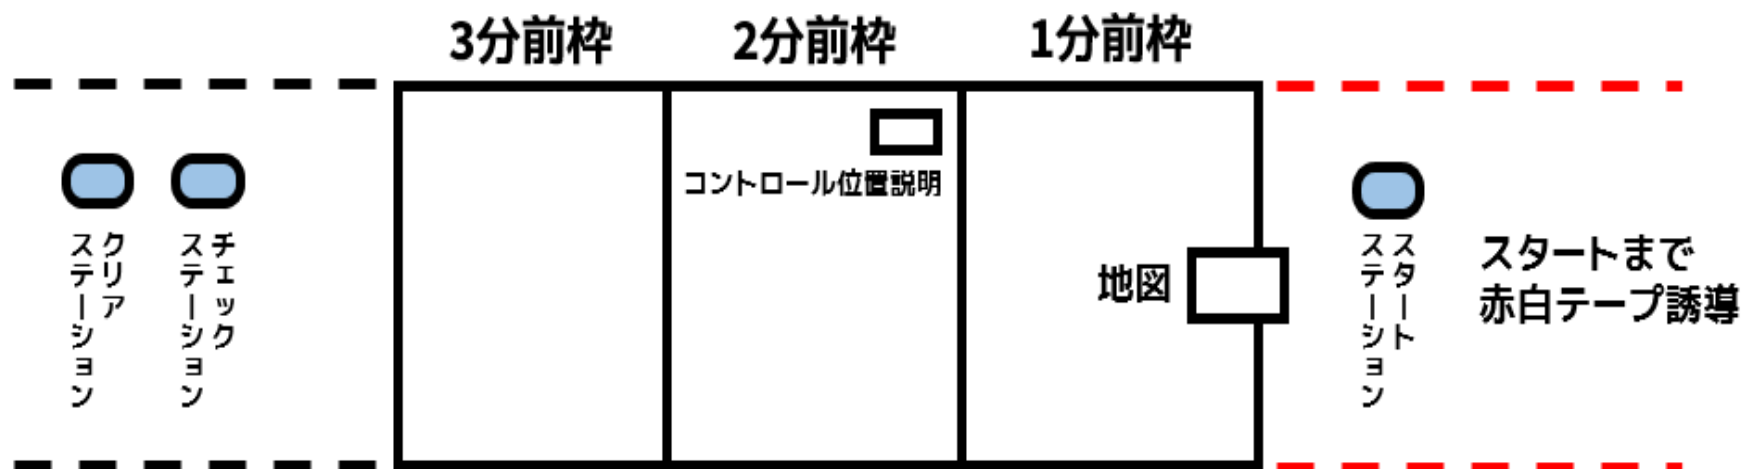 3分前枠
2分前枠
1分前枠
クリア
ステーション
チェック
ステーション
コントロール位置説明
地図
スタート
ステーション
スタートまで
赤白テープ誘導